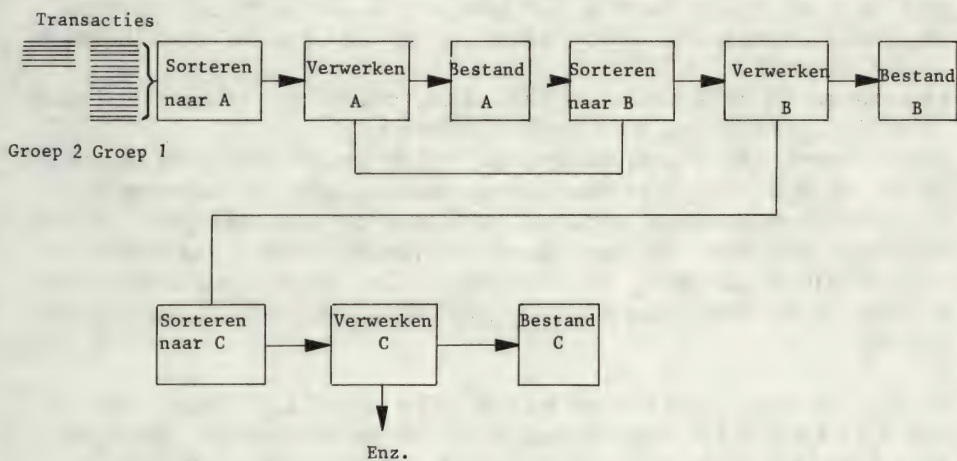 Transacties
Sorteren
naar A
Verwerken
A
Bestand
A
Sorteren
naar B
Verwerken
B
Bestand
B
Groep 2 Groep 1
Sorteren
naar C
Verwerken
C
Bestand
C
Enz.